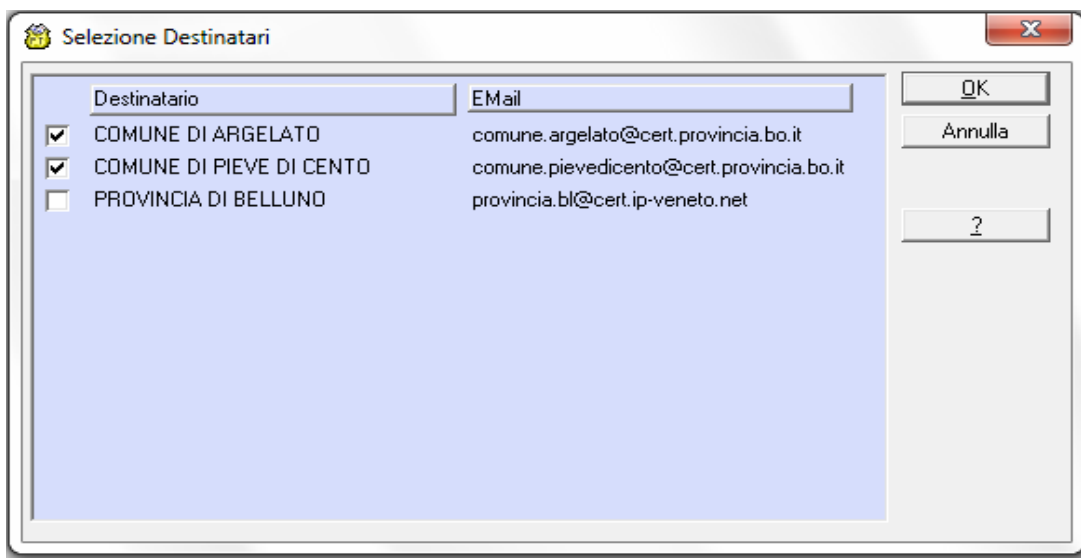 Selezione Destinatari
Destinatario EMail
COMUNE DI ARGELATO comune.argelato@cert.provincia.bo.it
COMUNE DI PIEVE DI CENTO comune.pievedicento@cert.provincia.bo.it
PROVINCIA DI BELLUNO provincia.bl@cert.ip-veneto.net
OK
Annulla
?